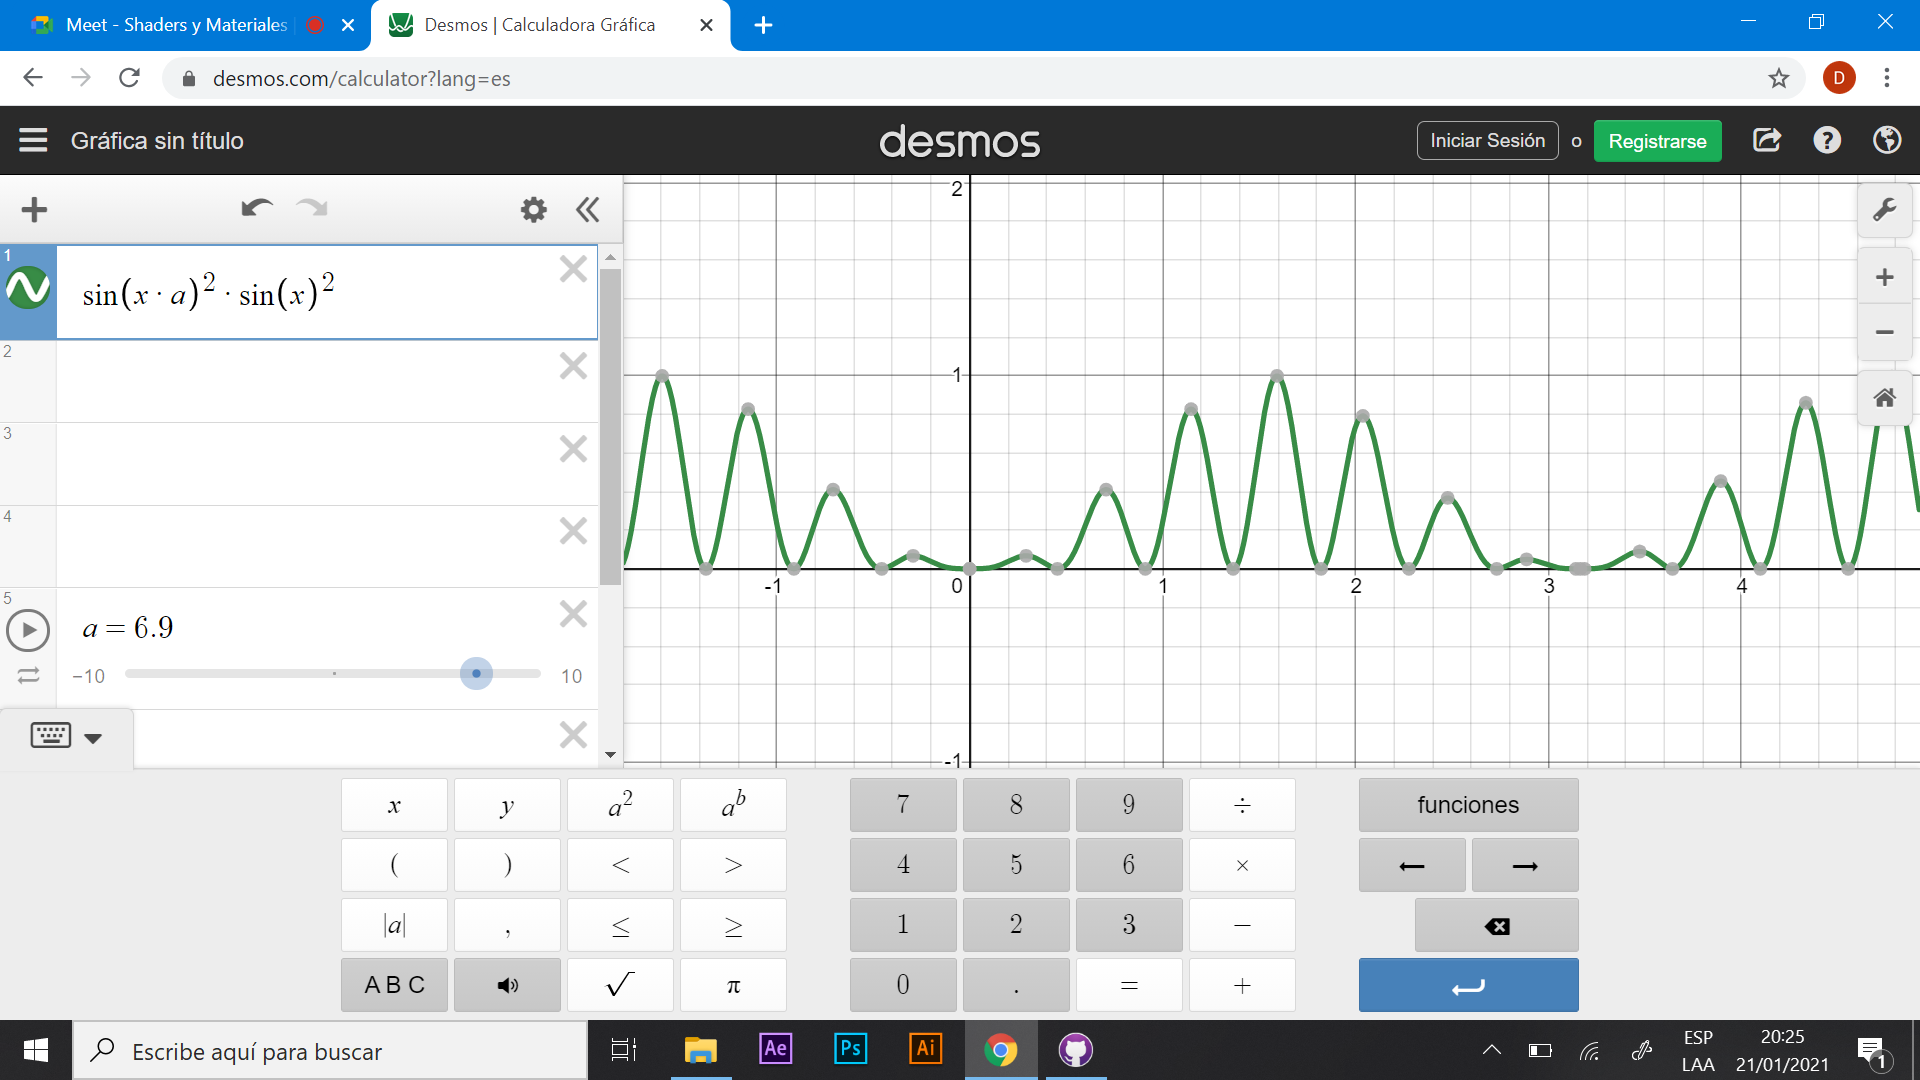 Meet - Shaders y Materiales
Desmos | Calculadora Gráfica
desmos.com/calculator?lang=es
D
Gráfica sin título
desmos
Iniciar Sesión o Registrarse
1
sin(x · a)² · sin(x)²
2
3
4
5
a = 6.9
−10
10
2
1
-1
-1
0
1
2
3
4
x y a² aᵇ 7 8 9 ÷ funciones
( ) < > 4 5 6 ×
|a| , ≤ ≥ 1 2 3 −
A B C √ π 0 . = +
Escribe aquí para buscar
Ae
Ps
Ai
ESP
LAA
20:25
21/01/2021
1